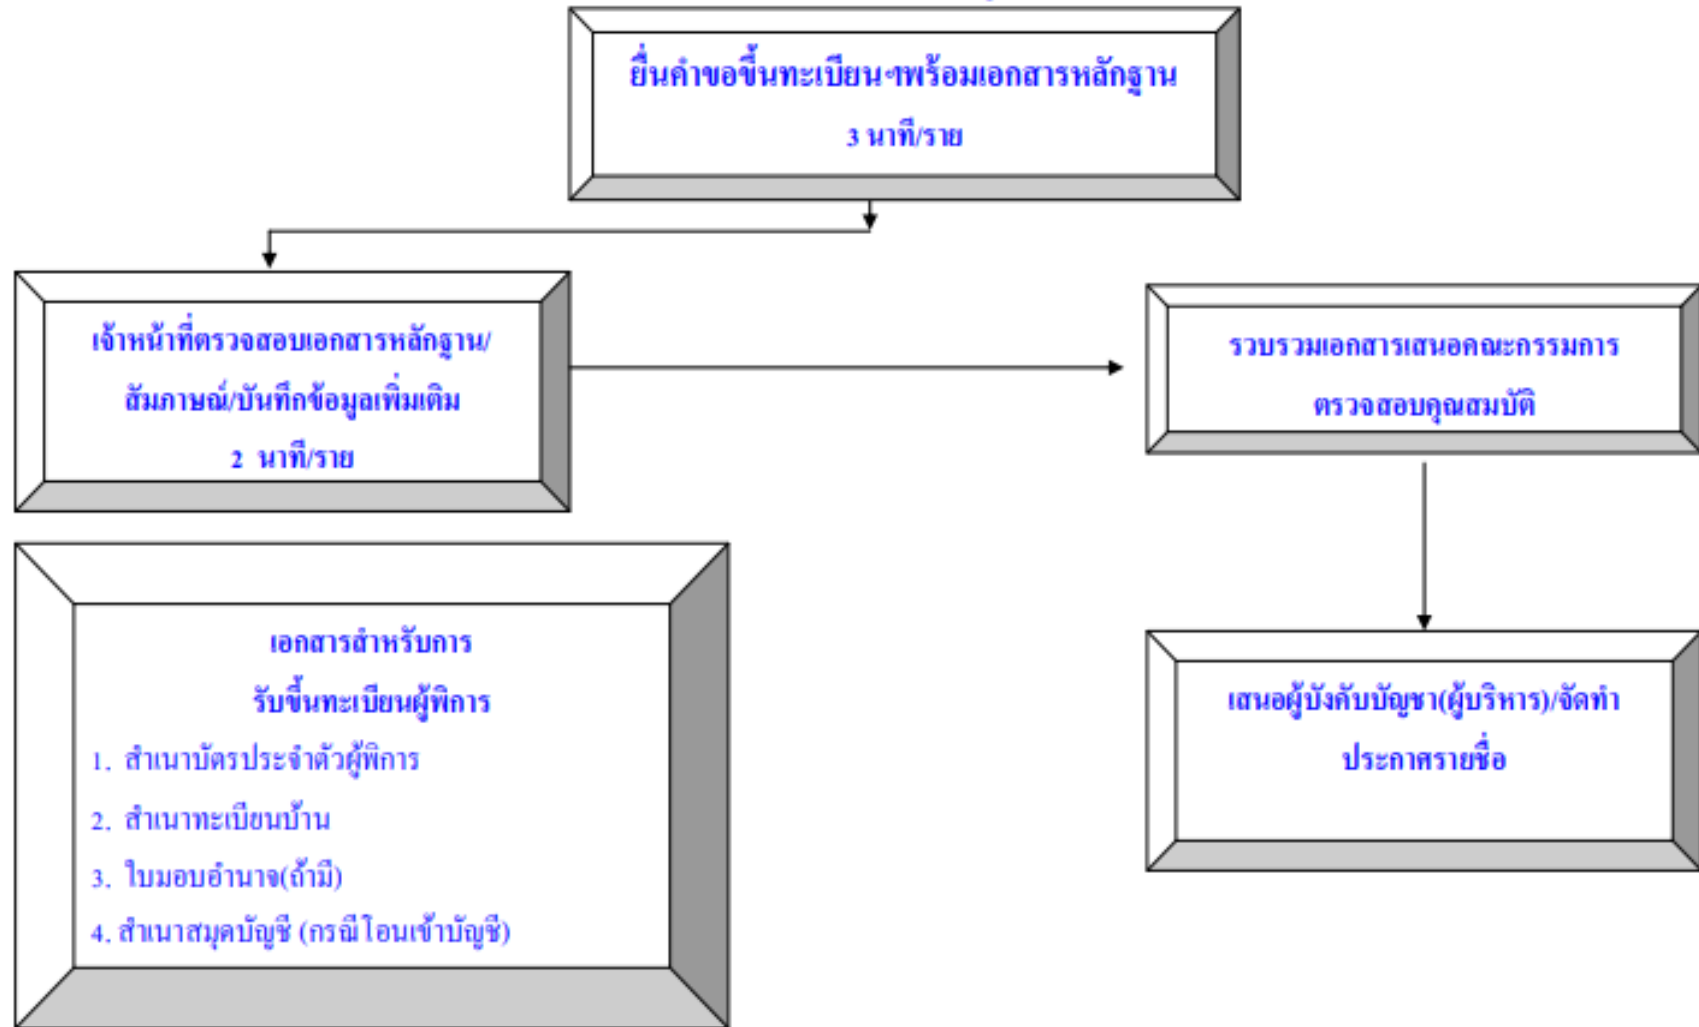 ยื่นคำขอขึ้นทะเบียนฯพร้อมเอกสารหลักฐาน
3 นาที/ราย
เจ้าหน้าที่ตรวจสอบเอกสารหลักฐาน/
สัมภาษณ์/บันทึกข้อมูลเพิ่มเติม
2 นาที/ราย
รวบรวมเอกสารเสนอคณะกรรมการ
ตรวจสอบคุณสมบัติ
เสนอผู้บังคับบัญชา(ผู้บริหาร)/จัดทำ
ประกาศรายชื่อ
เอกสารสำหรับการ
รับขึ้นทะเบียนผู้พิการ
1. สำเนาบัตรประจำตัวผู้พิการ
2. สำเนาทะเบียนบ้าน
3. ใบมอบอำนาจ(ถ้ามี)
4. สำเนาสมุดบัญชี (กรณีโอนเข้าบัญชี)